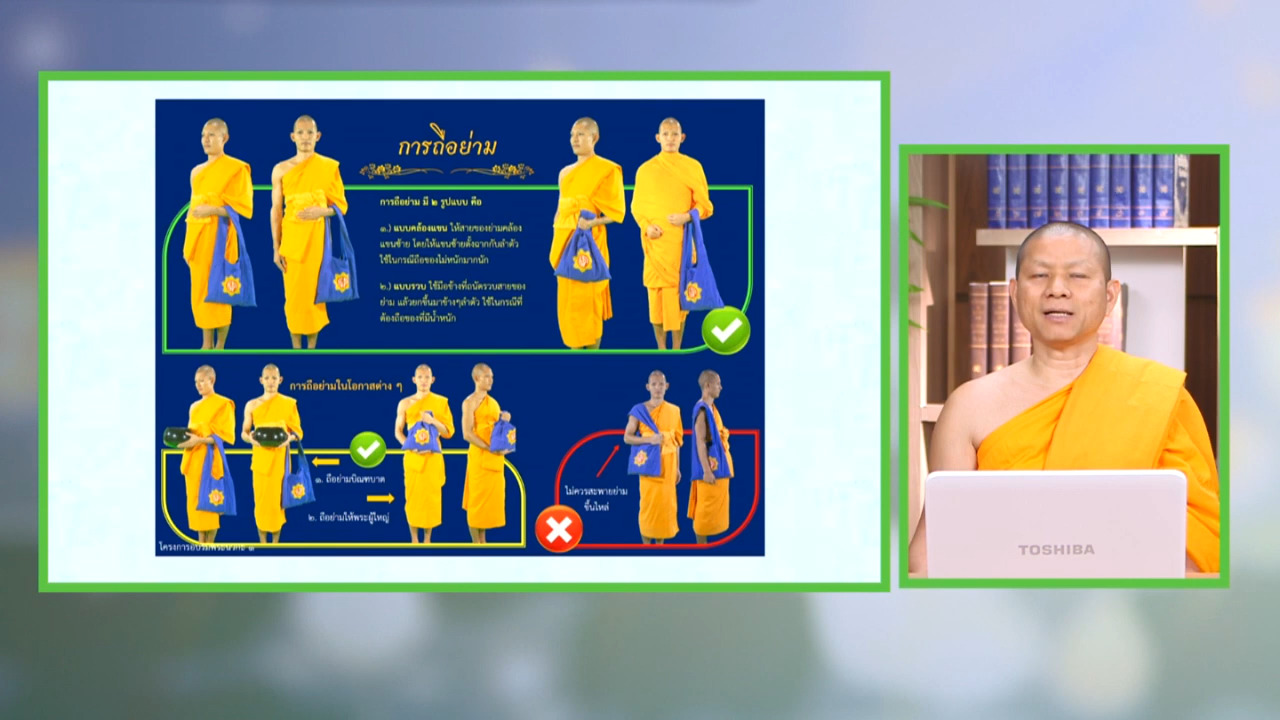 การถือย่าม
การถือย่าม มี ๒ รูปแบบ คือ
๑.) แบบคล้องแขน ให้สายของย่ามคล้อง
แขนซ้าย โดยให้แขนซ้ายตั้งฉากกับลำตัว
ใช้ในกรณีถือของไม่หนักมากนัก
๒.) แบบรวบ ใช้มือข้างที่ถนัดรวบสายของ
ย่าม แล้วยกขึ้นมาข้างๆลำตัว ใช้ในกรณีที่
ต้องถือของที่มีน้ำหนัก
การถือย่ามในโอกาสต่าง ๆ
๑. ถือย่ามบิณฑบาต
๒. ถือย่ามให้พระผู้ใหญ่
ไม่ควรสะพายย่าม
ขึ้นไหล่
TOSHIBA